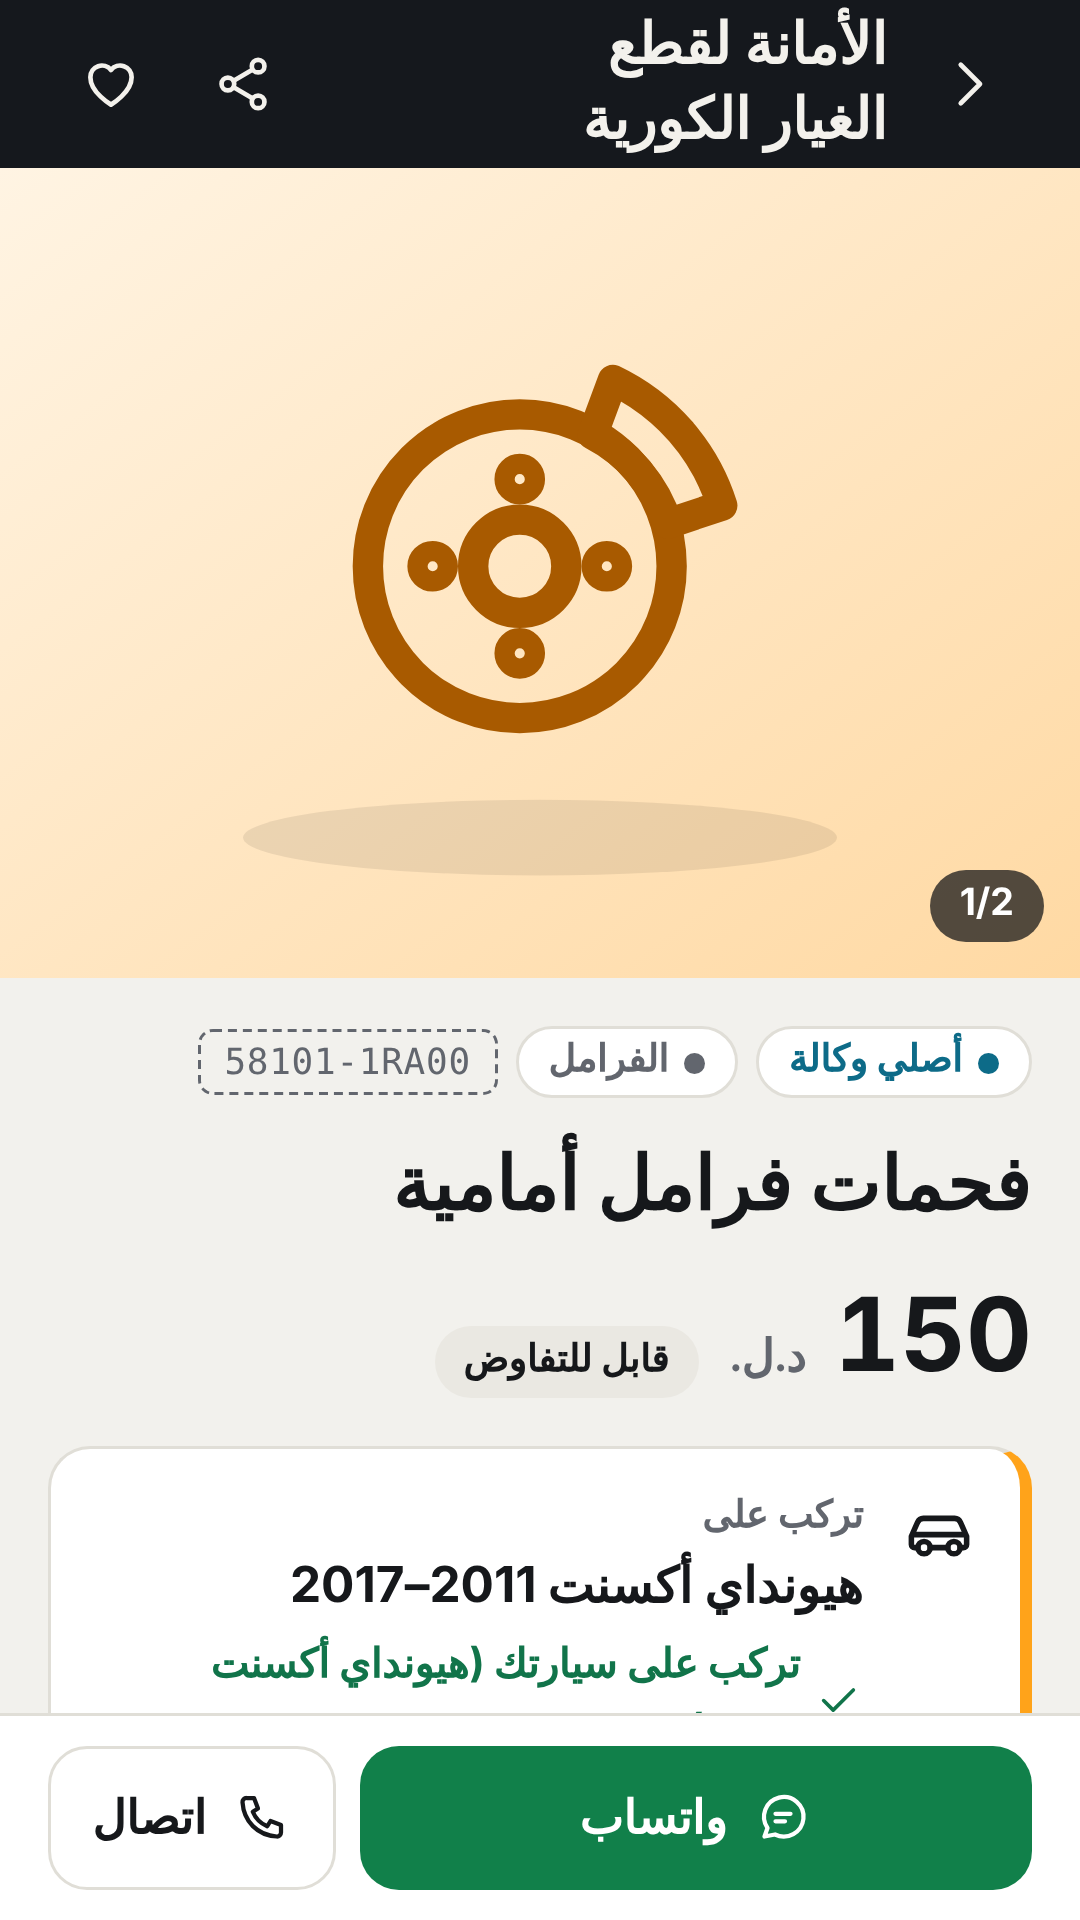 الأمانة لقطع
الغيار الكورية
1/2
أصلي وكالة
الفرامل
58101-1RA00
فحمات فرامل أمامية
150 د.ل.
قابل للتفاوض
تركب على
هيونداي أكسنت 2011–2017
تركب على سيارتك (هيونداي أكسنت
واتساب
اتصال